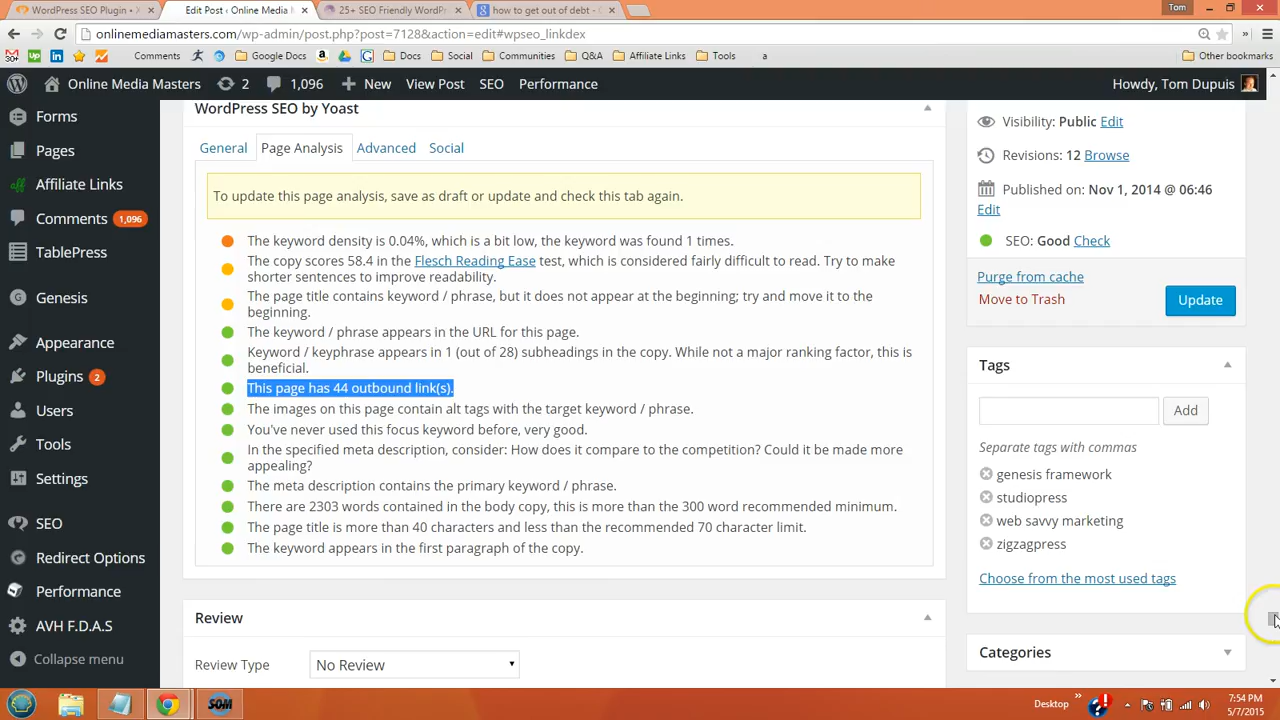 WordPress SEO Plugin •
Edit Post ‹ Online Media M
25+ SEO Friendly WordPr
how to get out of debt -
Tom
onlinemediamasters.com/wp-admin/post.php?post=7128&action=edit#wpseo_linkdex
Comments
Google Docs
Docs
Social
Communities
Q&A
Affiliate Links
Tools
a
Other bookmarks
Online Media Masters
2
1,096
New
View Post
SEO
Performance
Howdy, Tom Dupuis
Forms
Pages
Affiliate Links
Comments 1,096
TablePress
Genesis
Appearance
Plugins 2
Users
Tools
Settings
SEO
Redirect Options
Performance
AVH F.D.A.S
Collapse menu
WordPress SEO by Yoast
General
Page Analysis
Advanced
Social
To update this page analysis, save as draft or update and check this tab again.
The keyword density is 0.04%, which is a bit low, the keyword was found 1 times.
The copy scores 58.4 in the Flesch Reading Ease test, which is considered fairly difficult to read. Try to make
shorter sentences to improve readability.
The page title contains keyword / phrase, but it does not appear at the beginning; try and move it to the
beginning.
The keyword / phrase appears in the URL for this page.
Keyword / keyphrase appears in 1 (out of 28) subheadings in the copy. While not a major ranking factor, this is
beneficial.
This page has 44 outbound link(s).
The images on this page contain alt tags with the target keyword / phrase.
You've never used this focus keyword before, very good.
In the specified meta description, consider: How does it compare to the competition? Could it be made more
appealing?
The meta description contains the primary keyword / phrase.
There are 2303 words contained in the body copy, this is more than the 300 word recommended minimum.
The page title is more than 40 characters and less than the recommended 70 character limit.
The keyword appears in the first paragraph of the copy.
Review
Review Type
No Review
Visibility: Public Edit
Revisions: 12 Browse
Published on: Nov 1, 2014 @ 06:46
Edit
SEO: Good Check
Purge from cache
Move to Trash
Update
Tags
Add
Separate tags with commas
genesis framework
studiopress
web savvy marketing
zigzagpress
Choose from the most used tags
Categories
SOM
Desktop
7:54 PM
5/7/2015